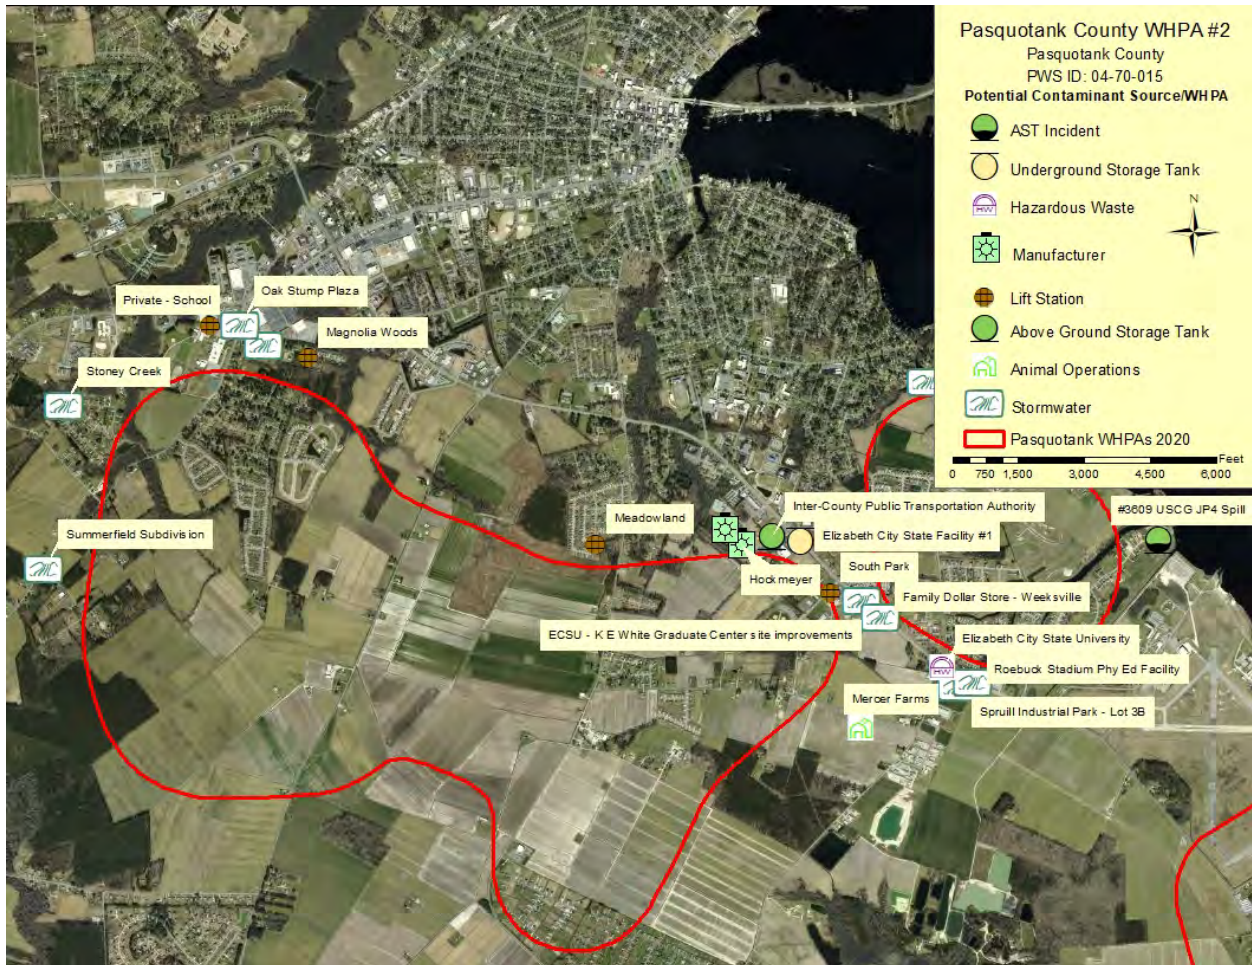 Pasquotank County WHPA #2
Pasquotank County
PWS ID: 04-70-015
Potential Contaminant Source/WHPA
AST Incident
Underground Storage Tank
HW
Hazardous Waste
N
Manufacturer
Lift Station
Above Ground Storage Tank
Animal Operations
Stormwater
Pasquotank WHPAs 2020
Feet
0 750 1,500 3,000 4,500 6,000
Oak Stump Plaza
Private - School
Magnolia Woods
Stoney Creek
Summerfield Subdivision
Meadowland
Inter-County Public Transportation Authority
#3609 USCG JP4 Spill
Elizabeth City State Facility #1
Hockmeyer
South Park
Family Dollar Store - Weeksville
ECSU - K E White Graduate Center site improvements
Elizabeth City State University
HW
Roebuck Stadium Phy Ed Facility
Mercer Farms
Spruill Industrial Park - Lot 3B